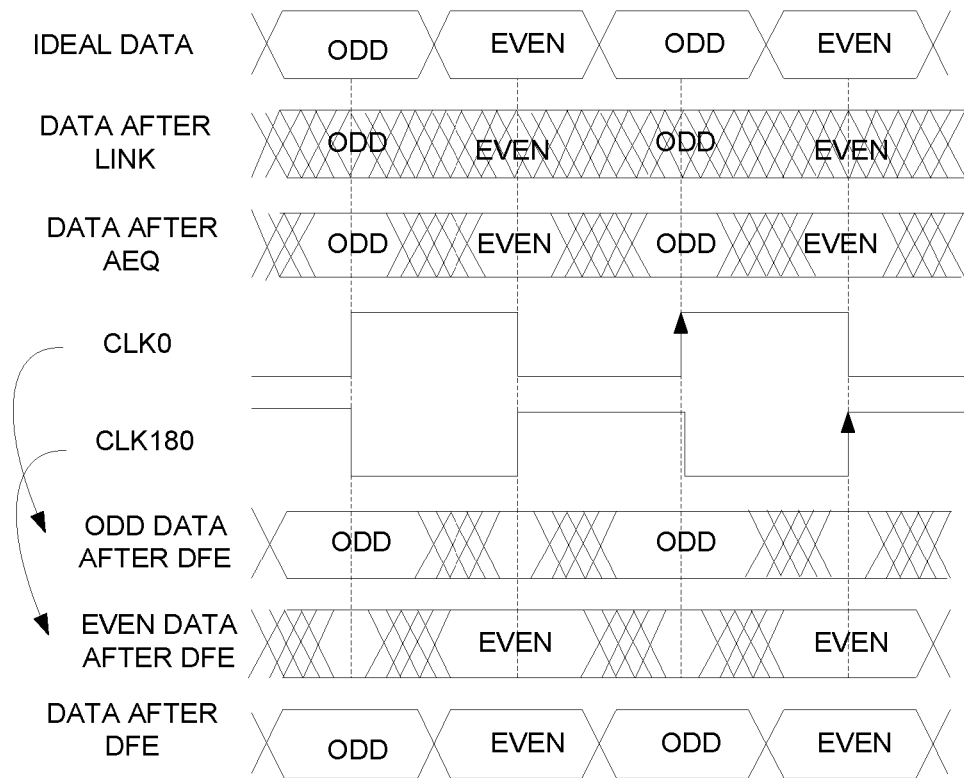 IDEAL DATA
ODD
EVEN
ODD
EVEN
DATA AFTER
LINK
ODD
EVEN
ODD
EVEN
DATA AFTER
AEQ
ODD
EVEN
ODD
EVEN
CLK0
CLK180
ODD DATA
AFTER DFE
ODD
ODD
EVEN DATA
AFTER DFE
EVEN
EVEN
DATA AFTER
DFE
ODD
EVEN
ODD
EVEN